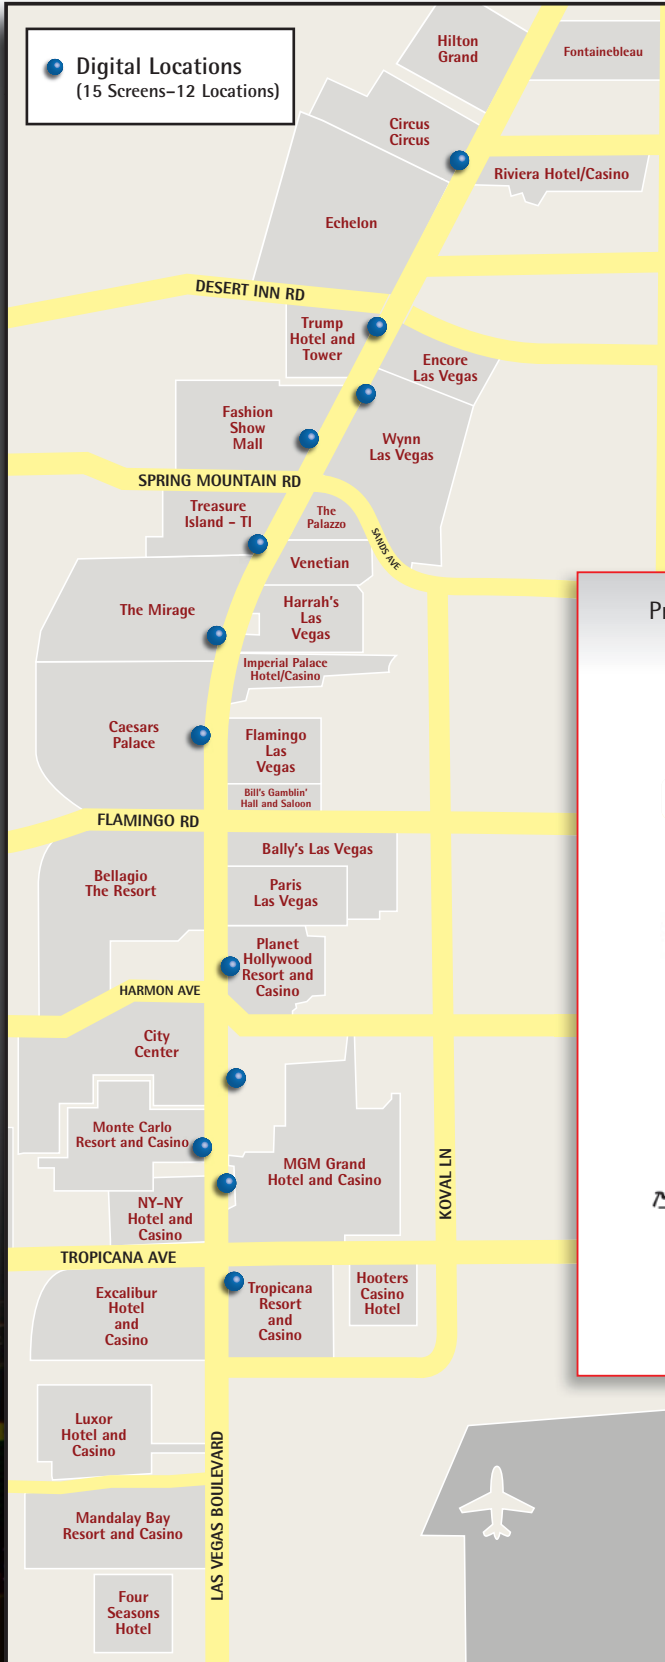 Digital Locations
(15 Screens–12 Locations)
Hilton
Grand
Fontainebleau
Circus
Circus
Riviera Hotel/Casino
Echelon
DESERT INN RD
Trump
Hotel and
Tower
Encore
Las Vegas
Fashion
Show
Mall
Wynn
Las Vegas
SPRING MOUNTAIN RD
Treasure
Island - TI
The
Palazzo
SANDS AVE
Venetian
The Mirage
Harrah's
Las
Vegas
Imperial Palace
Hotel/Casino
Caesars
Palace
Flamingo
Las
Vegas
Bill's Gamblin'
Hall and Saloon
FLAMINGO RD
Bally's Las Vegas
Bellagio
The Resort
Paris
Las Vegas
Planet
Hollywood
Resort and
Casino
HARMON AVE
City
Center
Monte Carlo
Resort and Casino
MGM Grand
Hotel and Casino
KOVAL LN
NY-NY
Hotel and
Casino
TROPICANA AVE
Excalibur
Hotel
and
Casino
Tropicana
Resort
and
Casino
Hooters
Casino
Hotel
Luxor
Hotel and
Casino
LAS VEGAS BOULEVARD
Mandalay Bay
Resort and Casino
Four
Seasons
Hotel